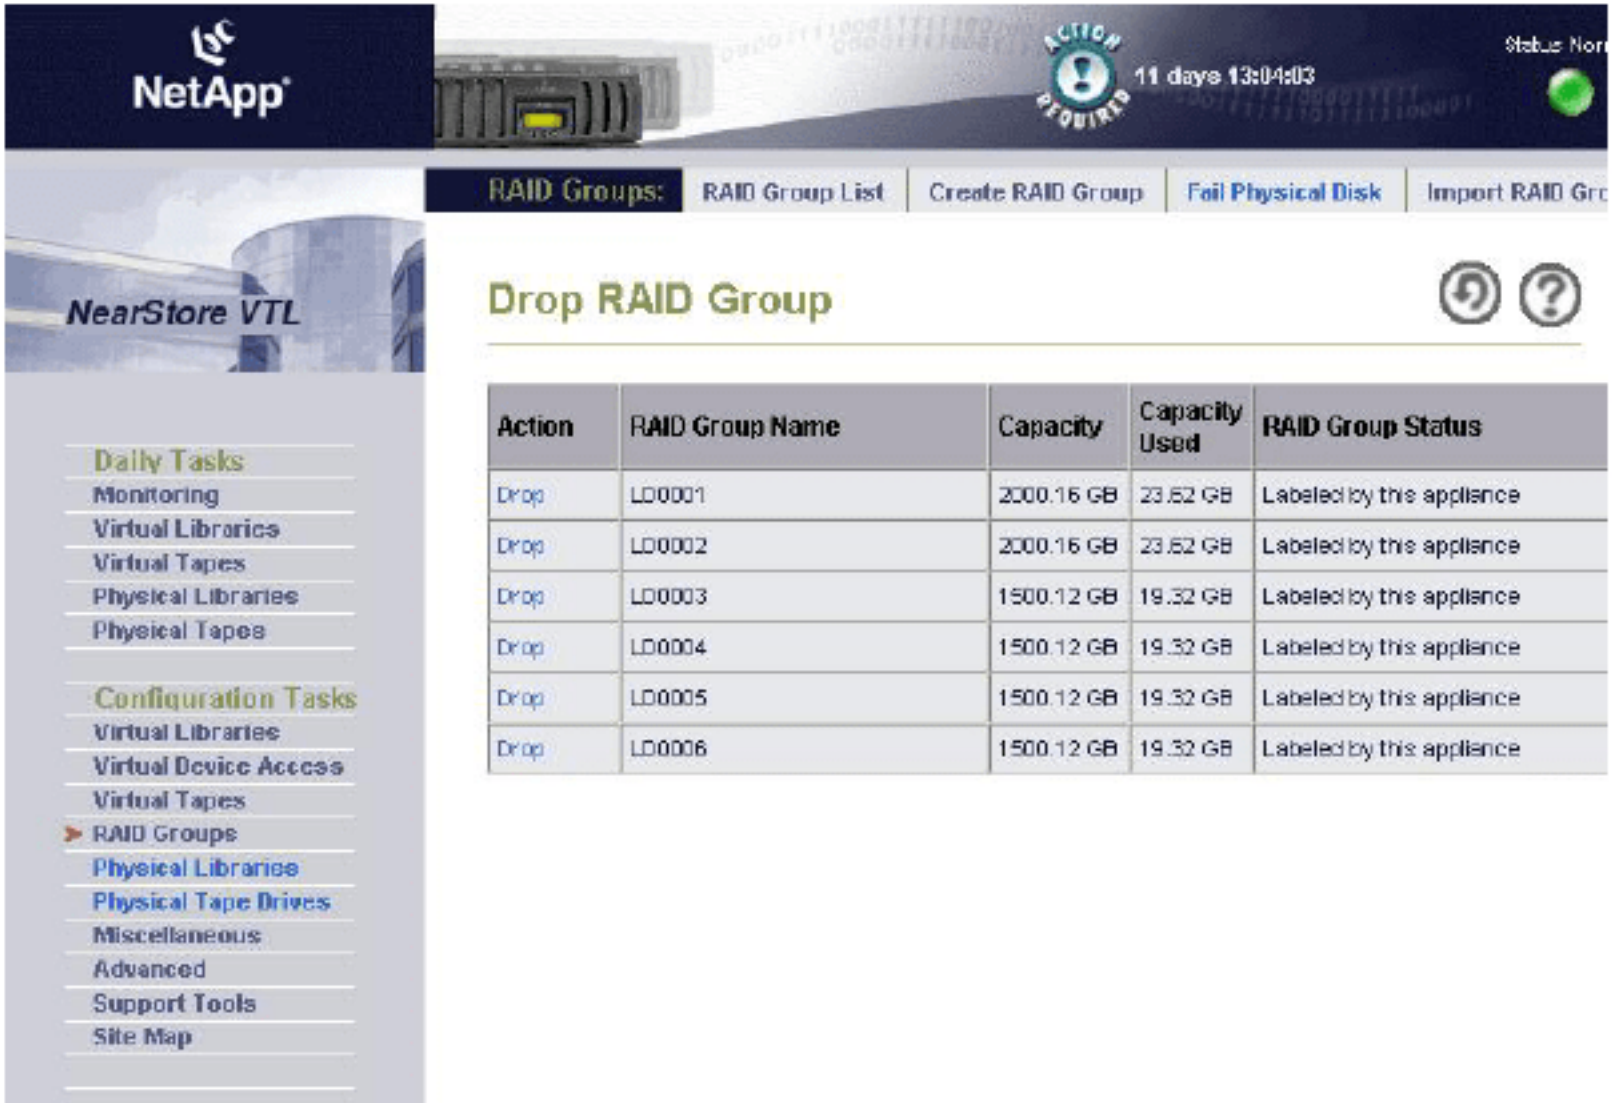 NetApp
ACTION REQUIRED
11 days 13:04:03
Status Nor
NearStore VTL
RAID Groups:
RAID Group List
Create RAID Group
Fail Physical Disk
Import RAID Gro
Drop RAID Group
Action RAID Group Name Capacity Capacity Used RAID Group Status
Drop LD0001 2000.16 GB 23.62 GB Labeled by this appliance
Drop LD0002 2000.16 GB 23.62 GB Labeled by this appliance
Drop LD0003 1500.12 GB 19.32 GB Labeled by this appliance
Drop LD0004 1500.12 GB 19.32 GB Labeled by this appliance
Drop LD0005 1500.12 GB 19.32 GB Labeled by this appliance
Drop LD0006 1500.12 GB 19.32 GB Labeled by this appliance
Daily Tasks
Monitoring
Virtual Libraries
Virtual Tapes
Physical Libraries
Physical Tapes
Configuration Tasks
Virtual Libraries
Virtual Device Access
Virtual Tapes
RAID Groups
Physical Libraries
Physical Tape Drives
Miscellaneous
Advanced
Support Tools
Site Map